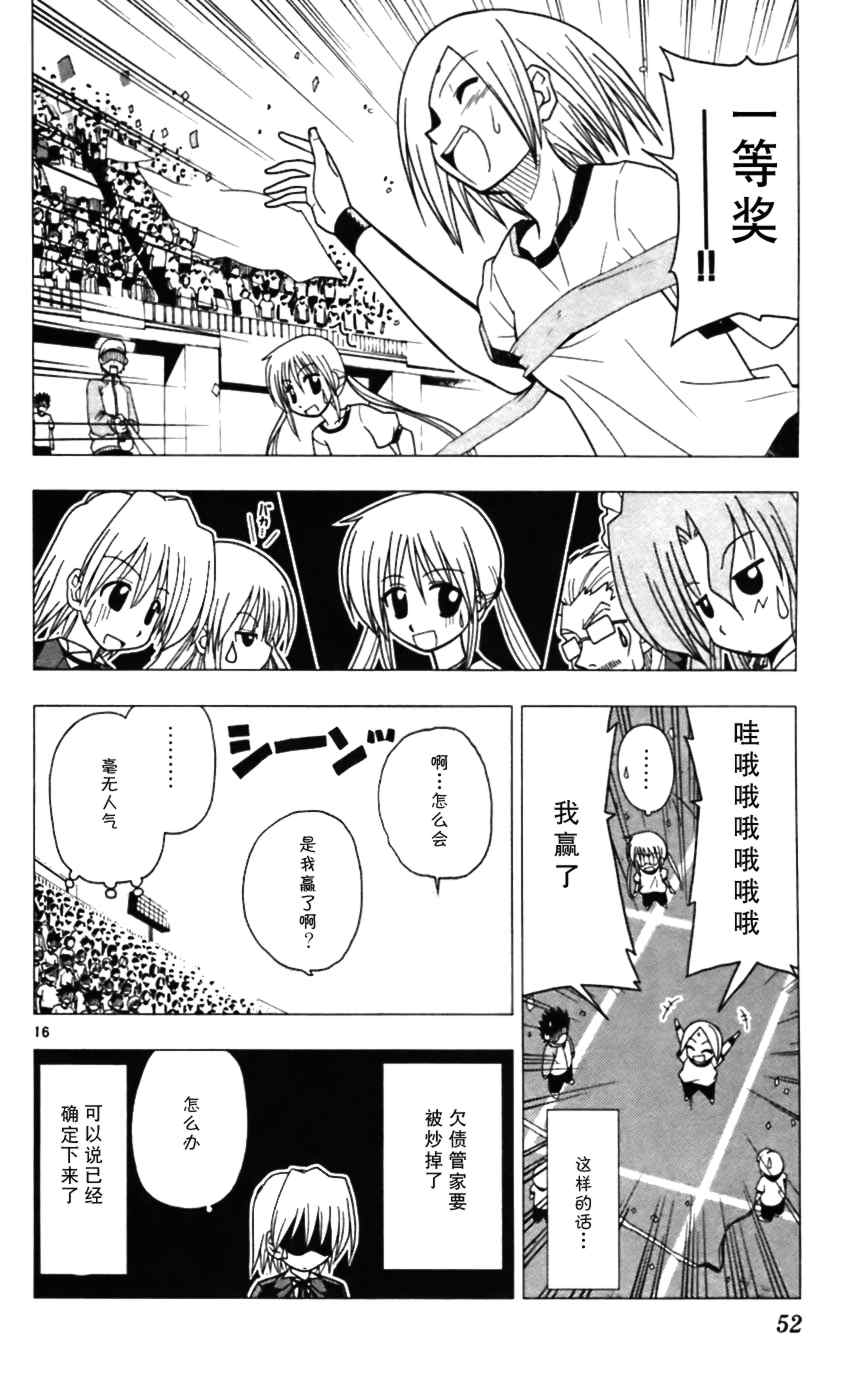 一等奖
——!!
バカ…
哇哦哦哦哦哦哦
我赢了
……
这样的话…
啊…怎么会
是我赢了啊？
シーンッ
………
毫无人气
欠债管家要
被炒掉了
怎么办
可以说已经
确定下来了
16
52